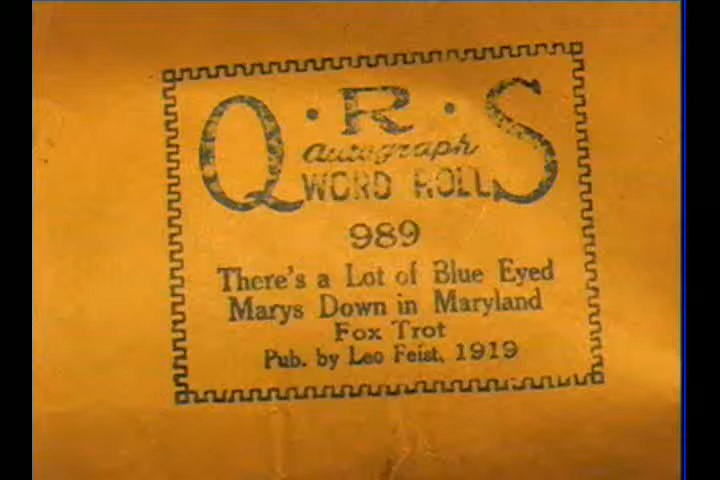 Q·R·S
Autograph
WORD ROLL
989
There's a Lot of Blue Eyed
Marys Down in Maryland
Fox Trot
Pub. by Leo Feist, 1919